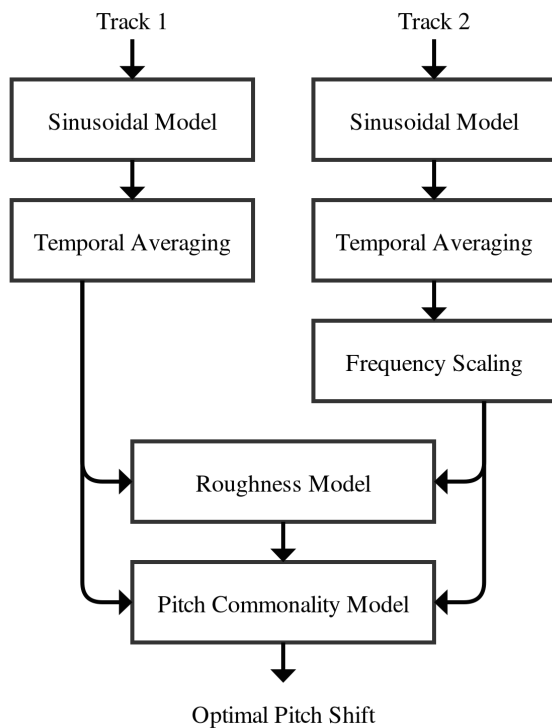 Track 1
Track 2
Sinusoidal Model
Sinusoidal Model
Temporal Averaging
Temporal Averaging
Frequency Scaling
Roughness Model
Pitch Commonality Model
Optimal Pitch Shift